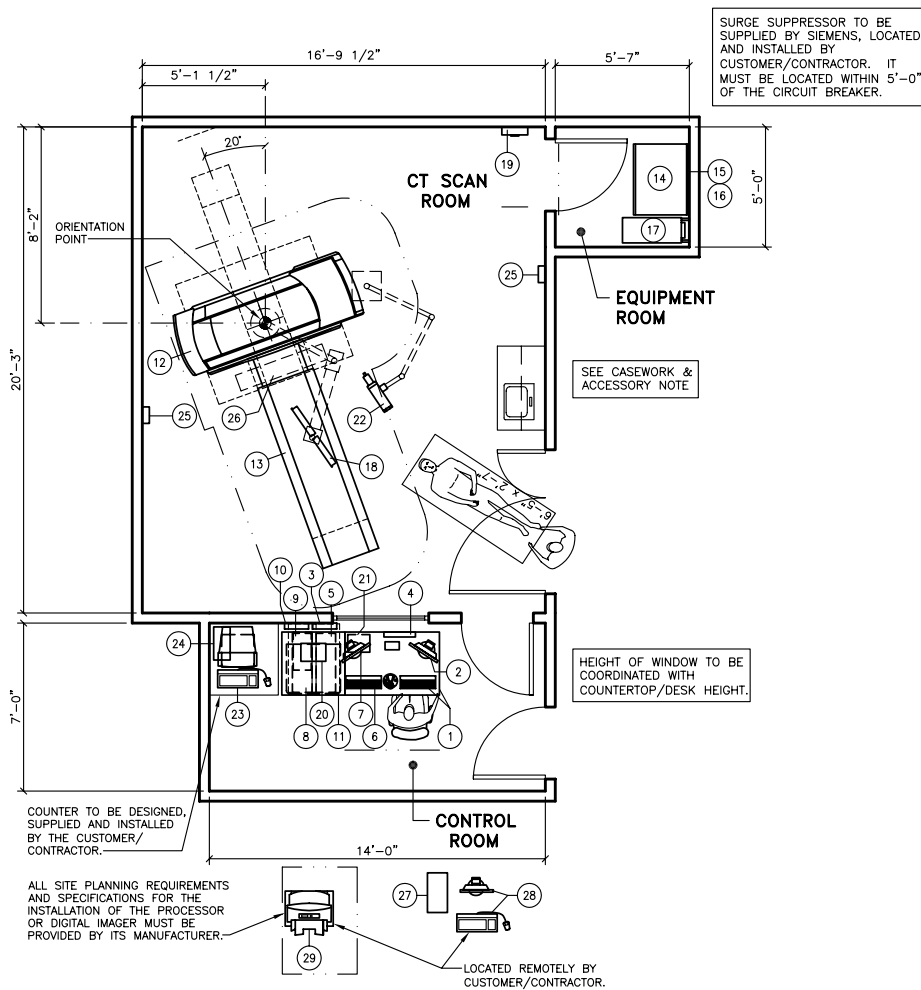 SURGE SUPPRESSOR TO BE
SUPPLIED BY SIEMENS, LOCATED
AND INSTALLED BY
CUSTOMER/CONTRACTOR. IT
MUST BE LOCATED WITHIN 5'-0"
OF THE CIRCUIT BREAKER.
16'-9 1/2"
5'-7"
5'-1 1/2"
20°
19
CT SCAN
ROOM
14
15
16
17
5'-0"
8'-2"
ORIENTATION
POINT
25
EQUIPMENT
ROOM
12
20'-3"
SEE CASEWORK &
ACCESSORY NOTE
25
26
22
13
18
6'-5" x 2'-7"
10
3
9
5
21
4
24
2
HEIGHT OF WINDOW TO BE
COORDINATED WITH
COUNTERTOP/DESK HEIGHT.
7'-0"
23
8
20
11
7
6
1
COUNTER TO BE DESIGNED,
SUPPLIED AND INSTALLED
BY THE CUSTOMER/
CONTRACTOR.
CONTROL
ROOM
14'-0"
ALL SITE PLANNING REQUIREMENTS
AND SPECIFICATIONS FOR THE
INSTALLATION OF THE PROCESSOR
OR DIGITAL IMAGER MUST BE
PROVIDED BY ITS MANUFACTURER.
27
28
29
LOCATED REMOTELY BY
CUSTOMER/CONTRACTOR.